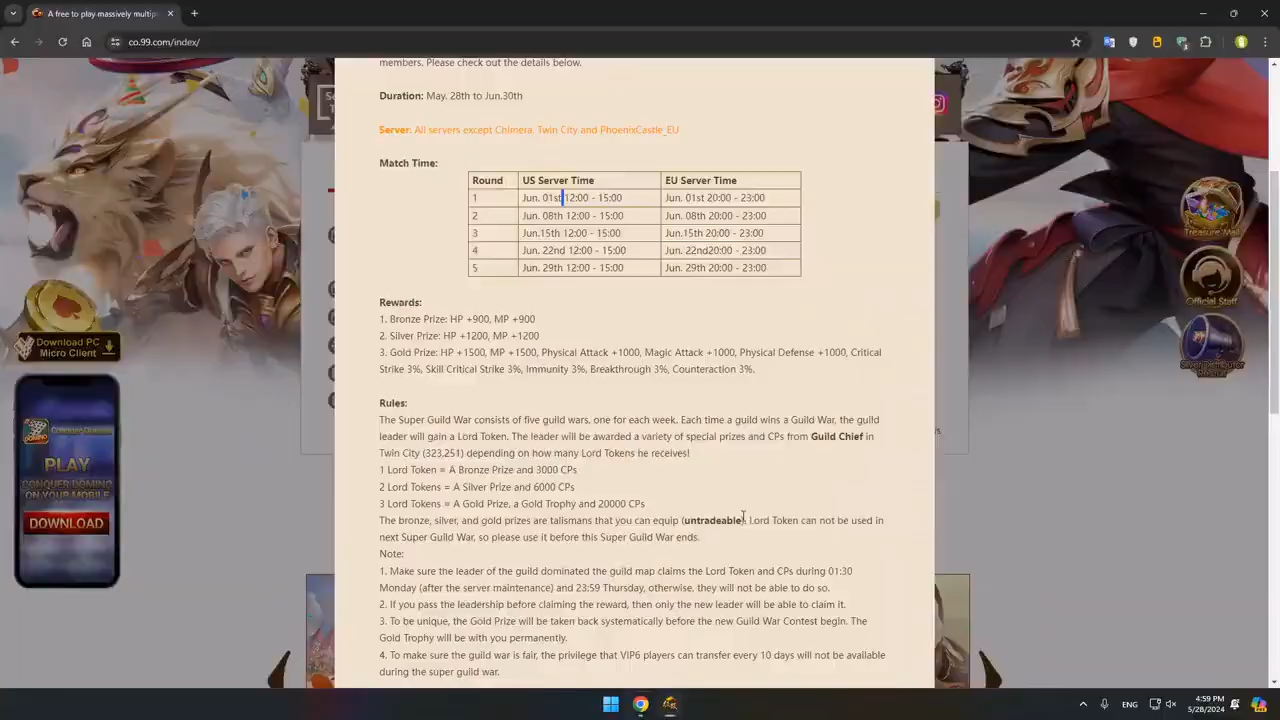 A free to play massively multip
co.99.com/index/
members. Please check out the details below.
Duration: May. 28th to Jun.30th
Server: All servers except Chimera, Twin City and PhoenixCastle_EU
Match Time:
Round US Server Time EU Server Time
1 Jun. 01st 12:00 - 15:00 Jun. 01st 20:00 - 23:00
2 Jun. 08th 12:00 - 15:00 Jun. 08th 20:00 - 23:00
3 Jun.15th 12:00 - 15:00 Jun.15th 20:00 - 23:00
4 Jun. 22nd 12:00 - 15:00 Jun. 22nd20:00 - 23:00
5 Jun. 29th 12:00 - 15:00 Jun. 29th 20:00 - 23:00
Treasure Mall
Official Staff
Silver Distributor
Recruit
Download PC
Micro Client
PLAY
CONQUER DOMINO
ON YOUR MOBILE
DOWNLOAD
Rewards:
1. Bronze Prize: HP +900, MP +900
2. Silver Prize: HP +1200, MP +1200
3. Gold Prize: HP +1500, MP +1500, Physical Attack +1000, Magic Attack +1000, Physical Defense +1000, Critical
Strike 3%, Skill Critical Strike 3%, Immunity 3%, Breakthrough 3%, Counteraction 3%.
Rules:
The Super Guild War consists of five guild wars, one for each week. Each time a guild wins a Guild War, the guild
leader will gain a Lord Token. The leader will be awarded a variety of special prizes and CPs from Guild Chief in
Twin City (323,251) depending on how many Lord Tokens he receives!
1 Lord Token = A Bronze Prize and 3000 CPs
2 Lord Tokens = A Silver Prize and 6000 CPs
3 Lord Tokens = A Gold Prize, a Gold Trophy and 20000 CPs
The bronze, silver, and gold prizes are talismans that you can equip (untradeable). Lord Token can not be used in
next Super Guild War, so please use it before this Super Guild War ends.
Note:
1. Make sure the leader of the guild dominated the guild map claims the Lord Token and CPs during 01:30
Monday (after the server maintenance) and 23:59 Thursday, otherwise, they will not be able to do so.
2. If you pass the leadership before claiming the reward, then only the new leader will be able to claim it.
3. To be unique, the Gold Prize will be taken back systematically before the new Guild War Contest begin. The
Gold Trophy will be with you permanently.
4. To make sure the guild war is fair, the privilege that VIP6 players can transfer every 10 days will not be available
during the super guild war.
ENG
4:59 PM
5/28/2024